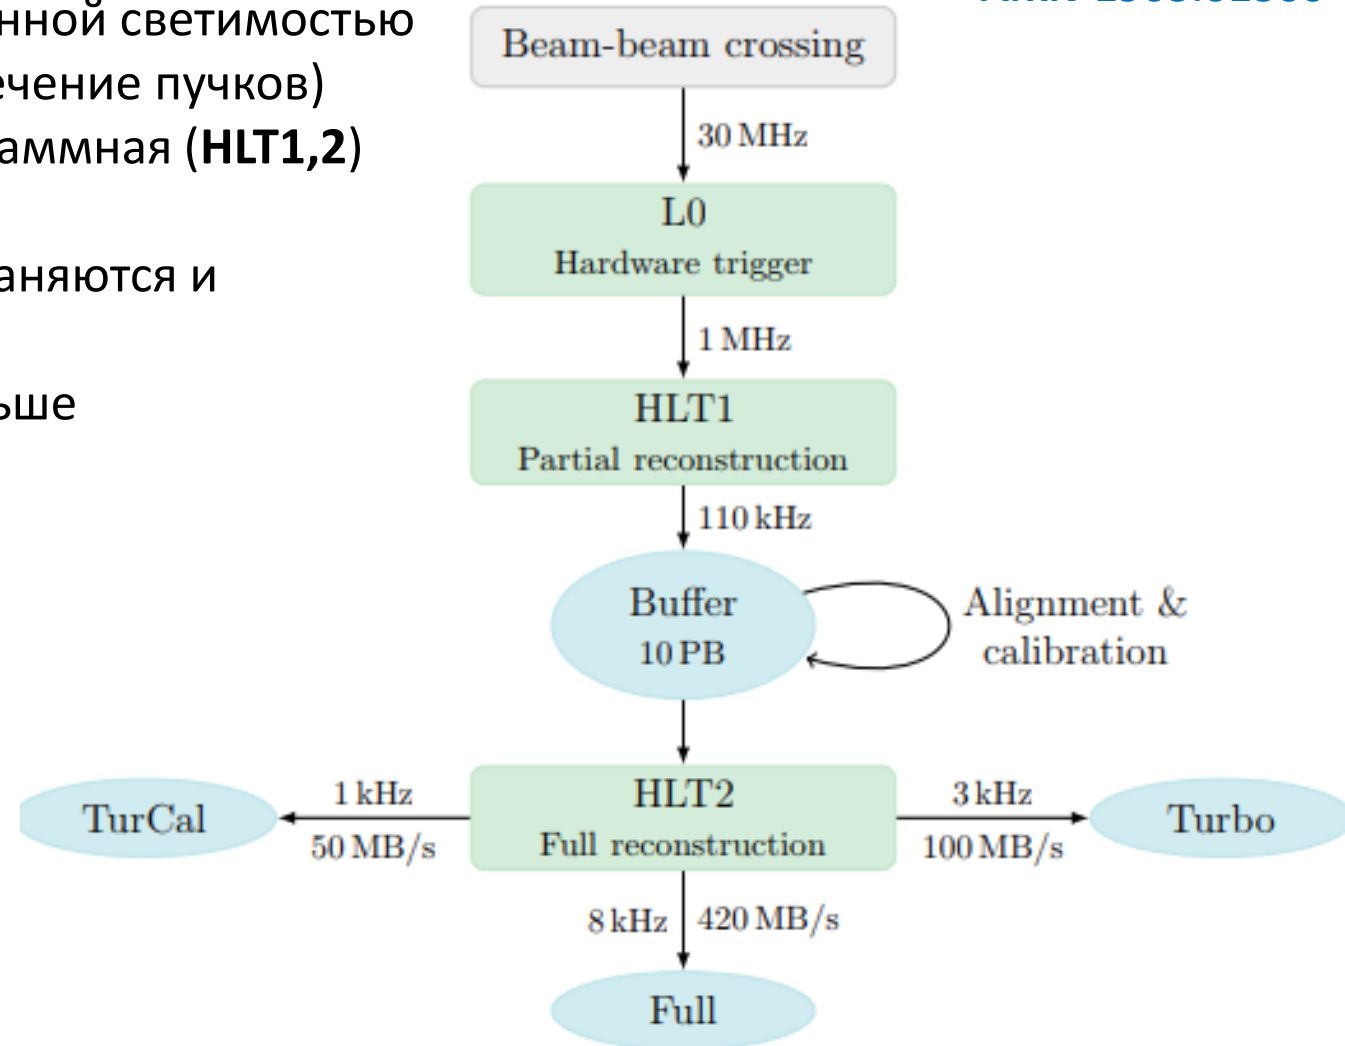 нной светимостью
ечение пучков)
аммная (HLT1,2)
аняются и
ьше
Beam-beam crossing
30 MHz
L0
Hardware trigger
1 MHz
HLT1
Partial reconstruction
110 kHz
Buffer
10 PB
Alignment &
calibration
TurCal
1 kHz
50 MB/s
HLT2
Full reconstruction
3 kHz
100 MB/s
Turbo
8 kHz
420 MB/s
Full